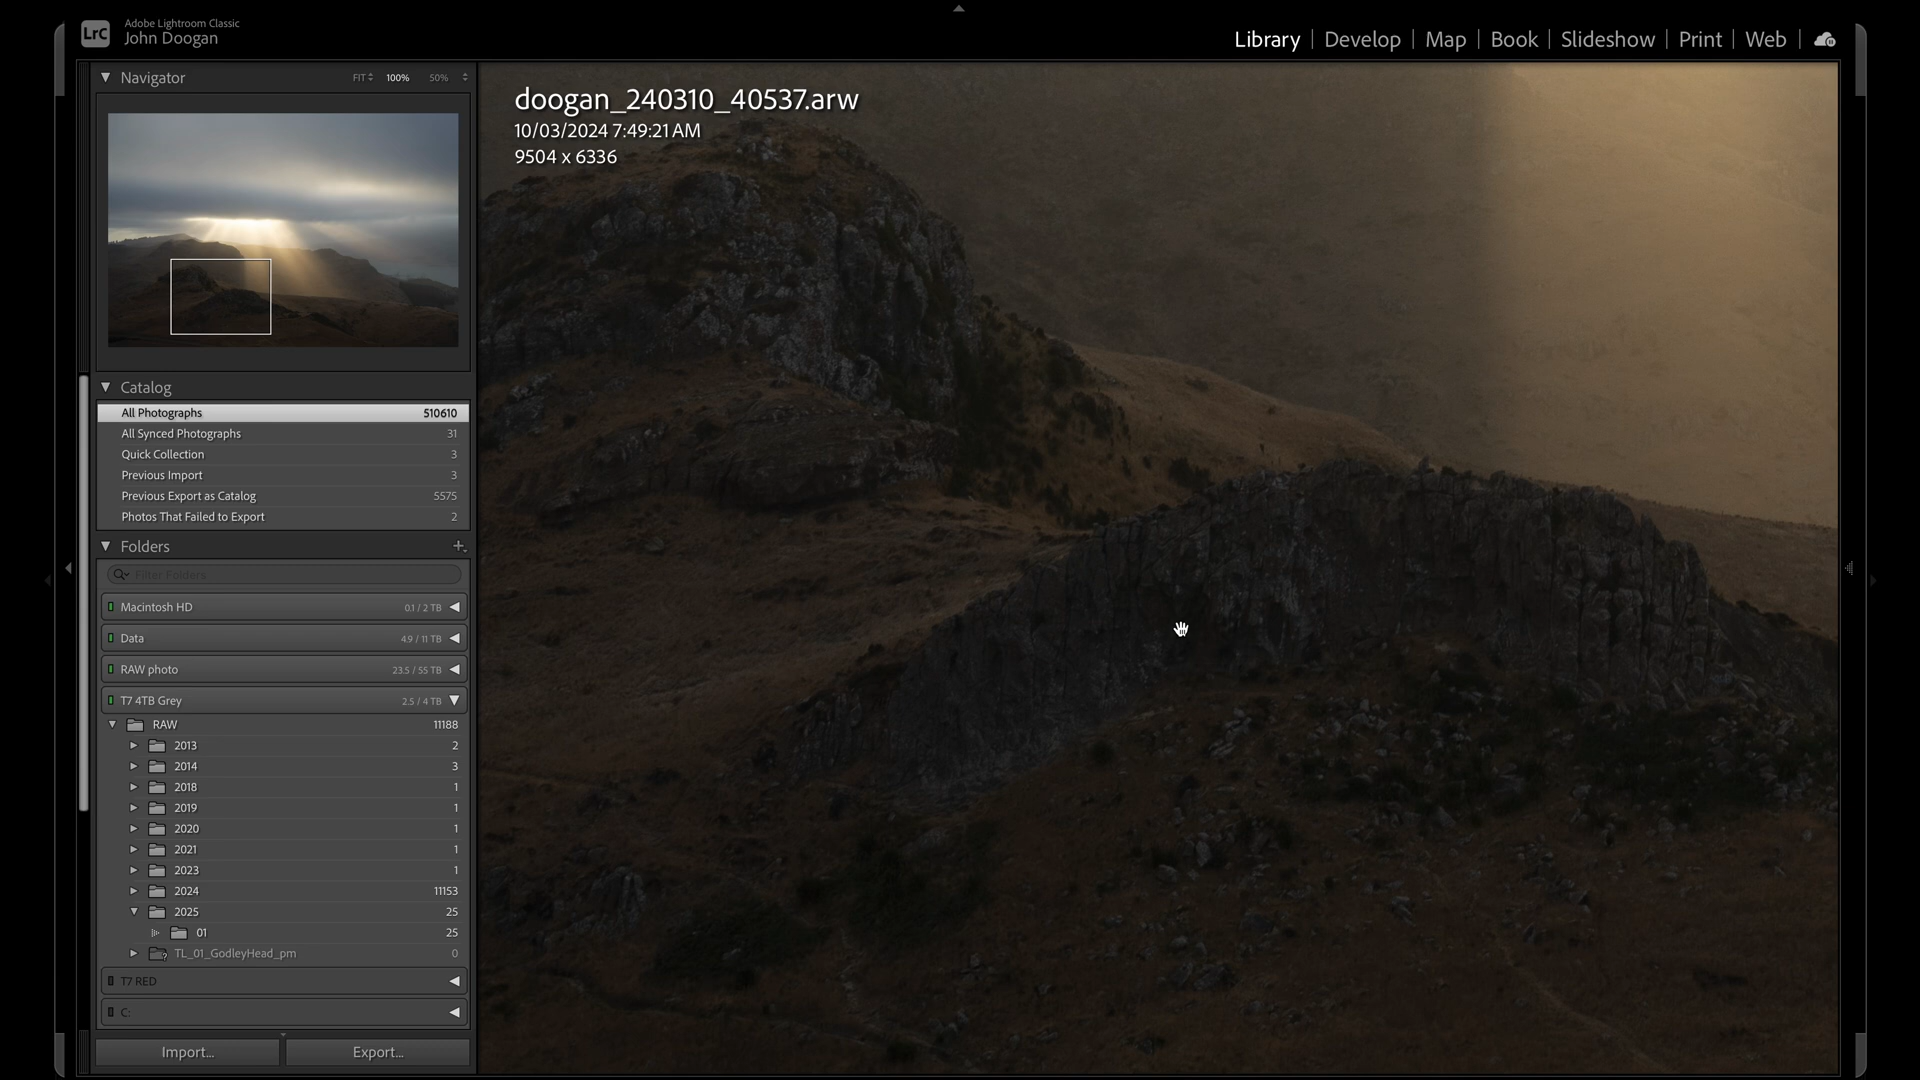 LrC
Adobe Lightroom Classic
John Doogan
Library | Develop | Map | Book | Slideshow | Print | Web
Navigator FIT 100% 50%
doogan_240310_40537.arw
10/03/2024 7:49:21 AM
9504 x 6336
Catalog
All Photographs 510610
All Synced Photographs 31
Quick Collection 3
Previous Import 3
Previous Export as Catalog 5575
Photos That Failed to Export 2
Folders
Filter Folders
Macintosh HD 0.1 / 2 TB
Data 4.9 / 11 TB
RAW photo 23.5 / 55 TB
T7 4TB Grey 2.5 / 4 TB
RAW 11188
2013 2
2014 3
2018 1
2019 1
2020 1
2021 1
2023 1
2024 11153
2025 25
01 25
TL_01_GodleyHead_pm 0
T7 RED
C:
Import... Export...